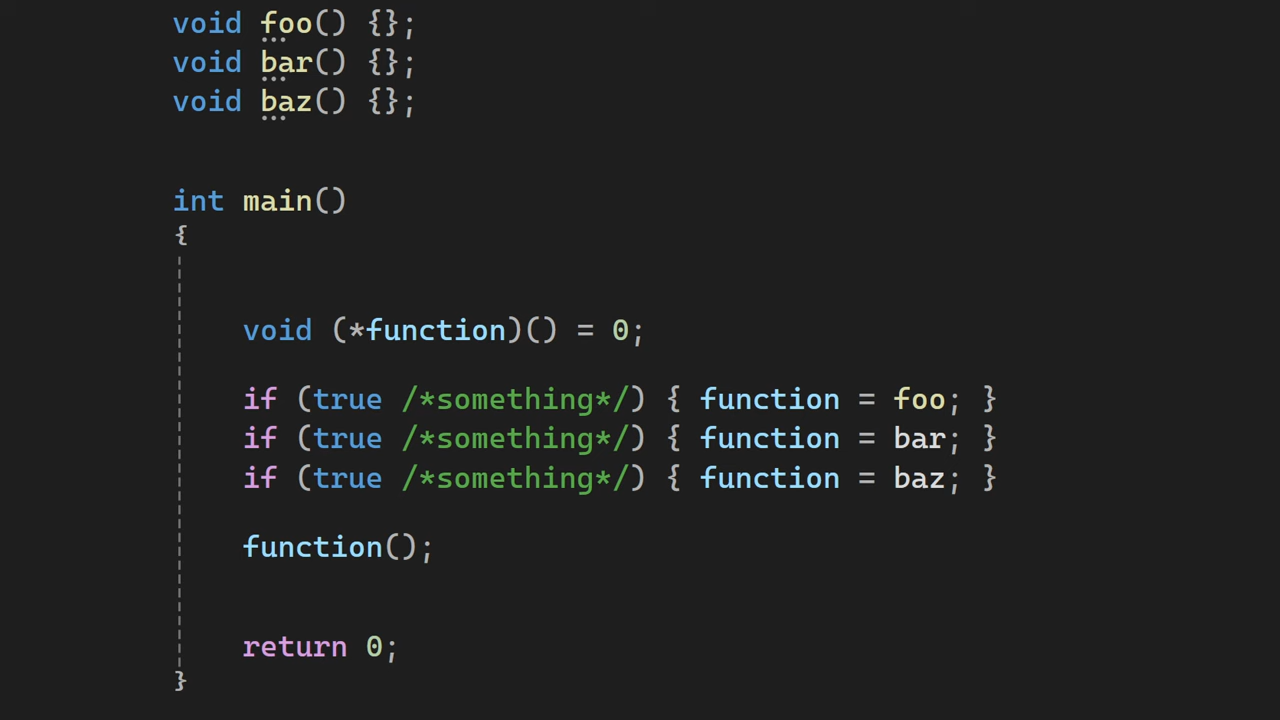 void foo() {};
void bar() {};
void baz() {};
int main()
{
void (*function)() = 0;
if (true /*something*/) { function = foo; }
if (true /*something*/) { function = bar; }
if (true /*something*/) { function = baz; }
function();
return 0;
}